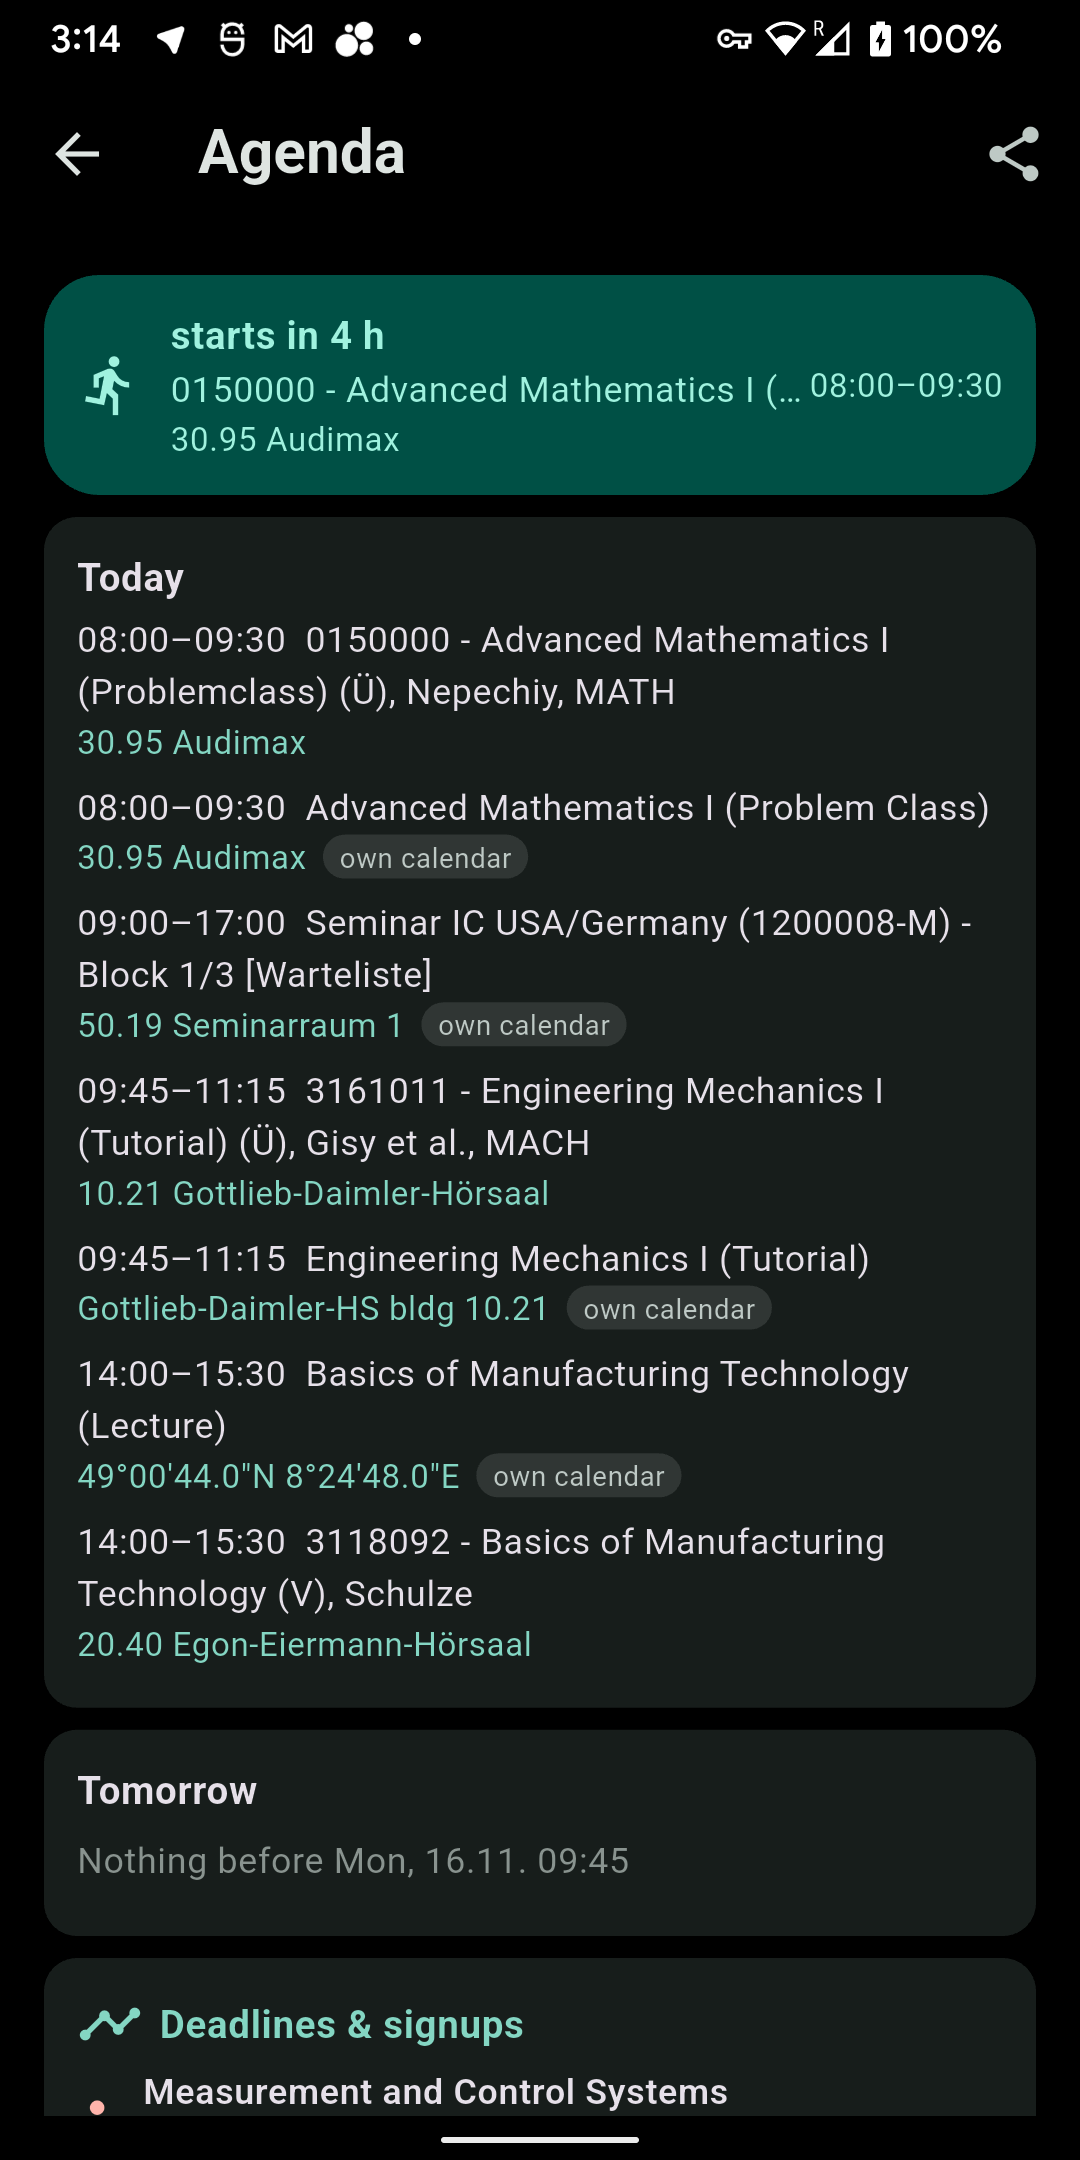 3:14
R
100%
Agenda
starts in 4 h
0150000 - Advanced Mathematics I (… 08:00–09:30
30.95 Audimax
Today
08:00–09:30 0150000 - Advanced Mathematics I
(Problemclass) (Ü), Nepechiy, MATH
30.95 Audimax
08:00–09:30 Advanced Mathematics I (Problem Class)
30.95 Audimax own calendar
09:00–17:00 Seminar IC USA/Germany (1200008-M) -
Block 1/3 [Warteliste]
50.19 Seminarraum 1 own calendar
09:45–11:15 3161011 - Engineering Mechanics I
(Tutorial) (Ü), Gisy et al., MACH
10.21 Gottlieb-Daimler-Hörsaal
09:45–11:15 Engineering Mechanics I (Tutorial)
Gottlieb-Daimler-HS bldg 10.21 own calendar
14:00–15:30 Basics of Manufacturing Technology
(Lecture)
49°00'44.0"N 8°24'48.0"E own calendar
14:00–15:30 3118092 - Basics of Manufacturing
Technology (V), Schulze
20.40 Egon-Eiermann-Hörsaal
Tomorrow
Nothing before Mon, 16.11. 09:45
Deadlines & signups
Measurement and Control Systems